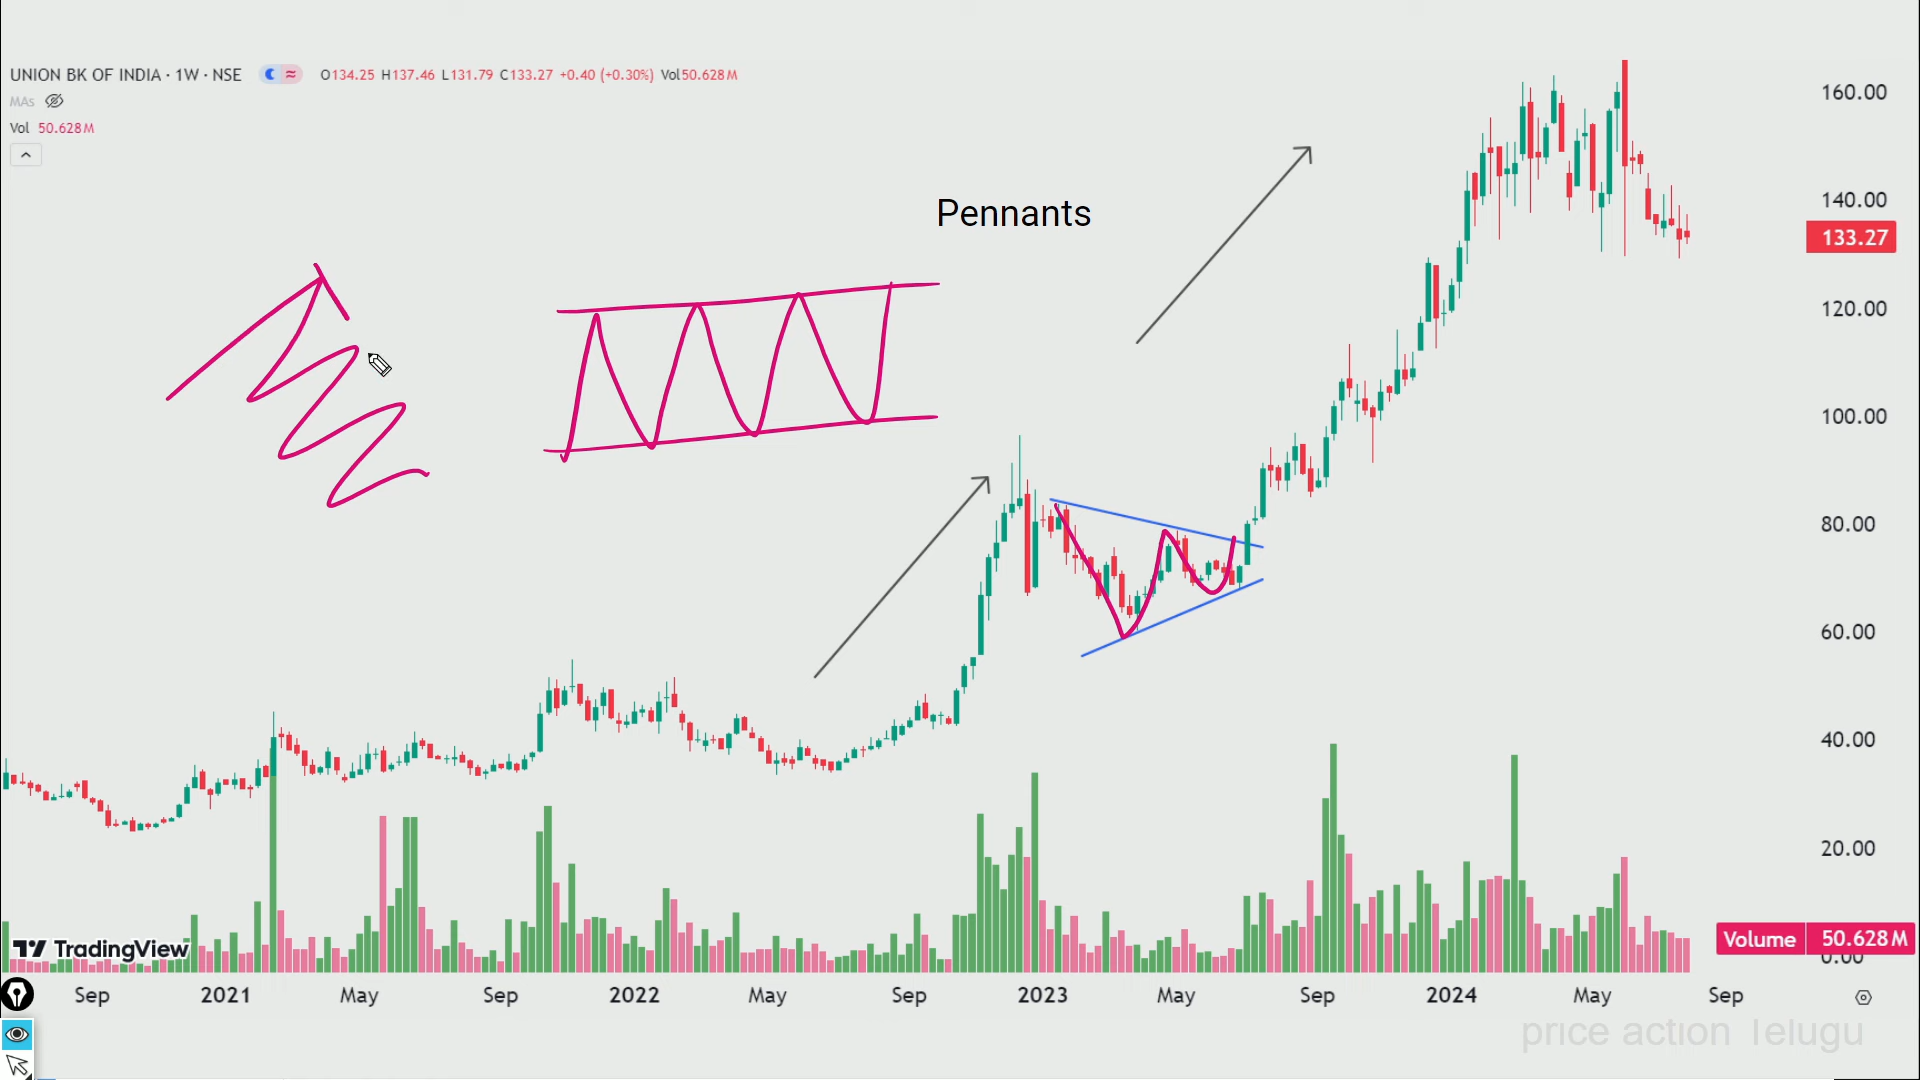 UNION BK OF INDIA · 1W · NSE O134.25 H137.46 L131.79 C133.27 +0.40 (+0.30%) Vol50.628M
MAs
Vol 50.628M
Pennants
160.00
140.00
133.27
120.00
100.00
80.00
60.00
40.00
20.00
Volume 50.628M
0.00
TradingView
Sep 2021 May Sep 2022 May Sep 2023 May Sep 2024 May Sep
price action Telugu